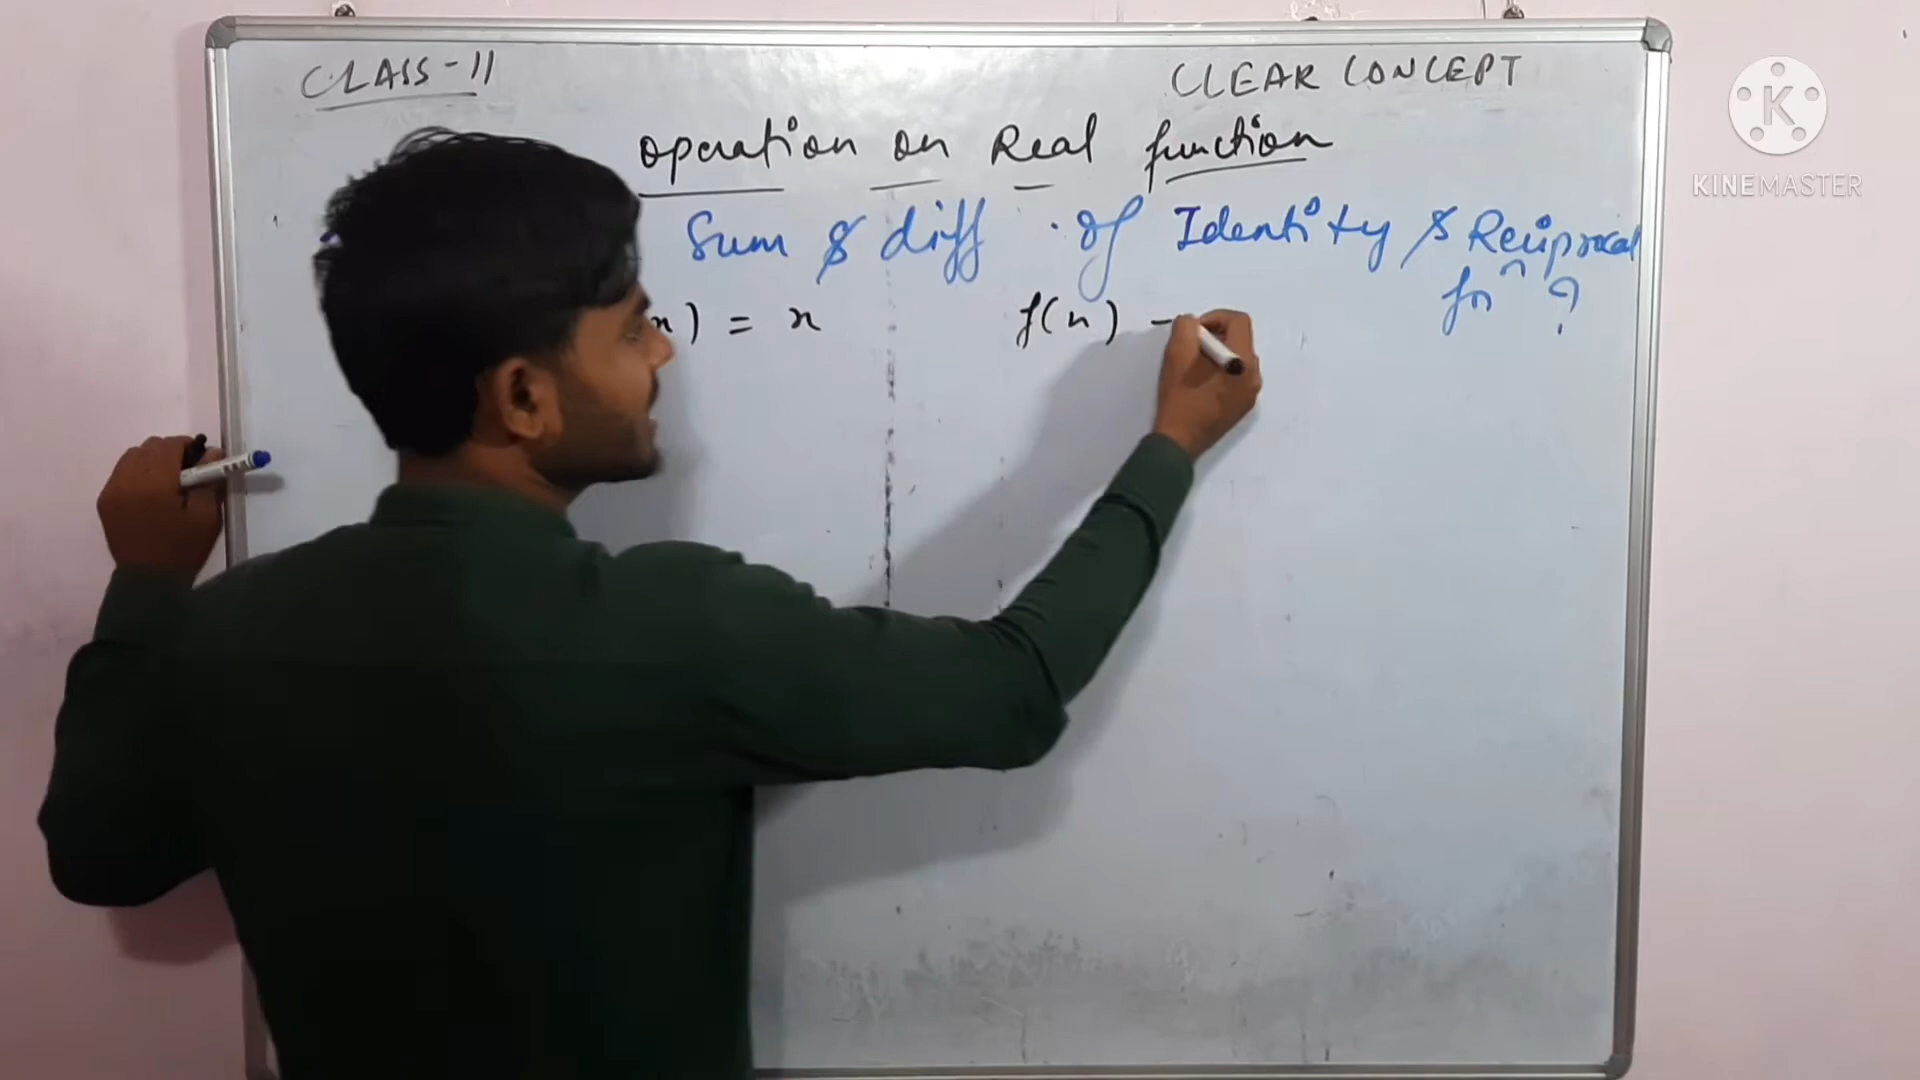 CLASS-11
CLEAR CONCEPT
KINEMASTER
operation on Real function
Sum & diff. of Identity & Reciprocal
fn ?
x) = x
f(x) -